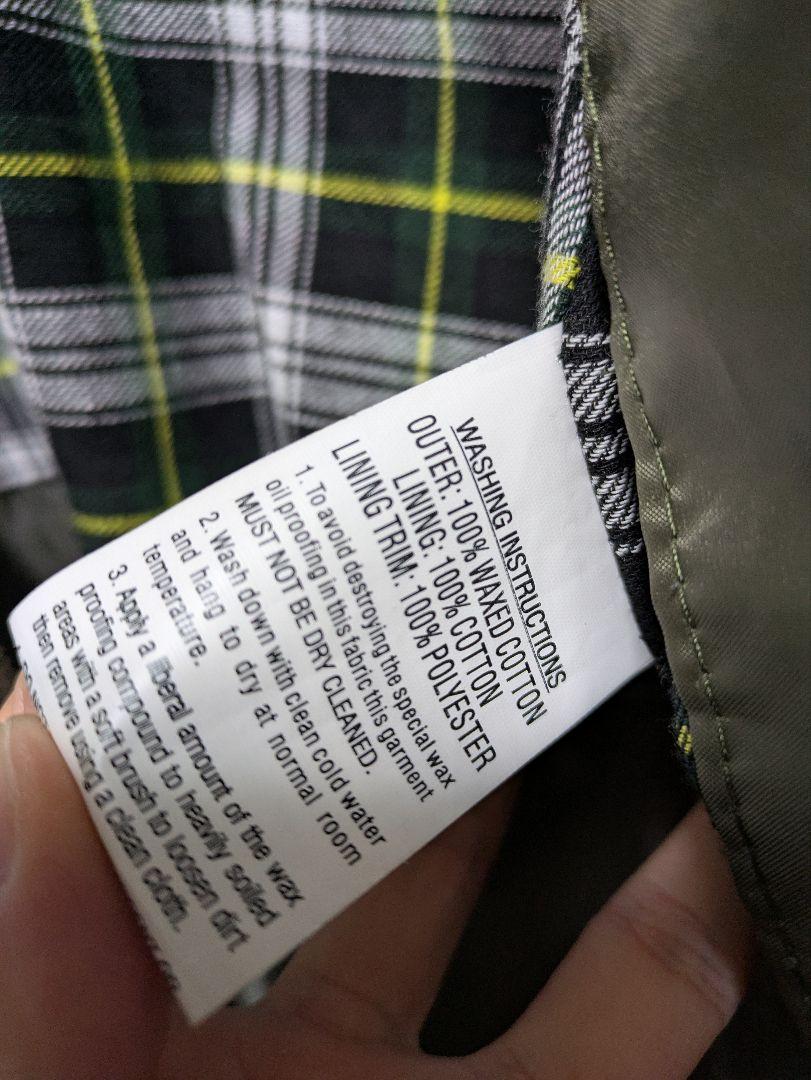 WASHING INSTRUCTIONS
OUTER: 100% WAXED COTTON
LINING: 100% COTTON
LINING TRIM: 100% POLYESTER
1. To avoid destroying the special wax
oil proofing in this fabric this garment
MUST NOT BE DRY CLEANED.
2. Wash down with clean cold water
and hang to dry at normal room
temperature.
3. Apply a liberal amount of the wax
proofing compound to heavily soiled
areas with a soft brush to loosen dirt
then remove using a clean cloth.